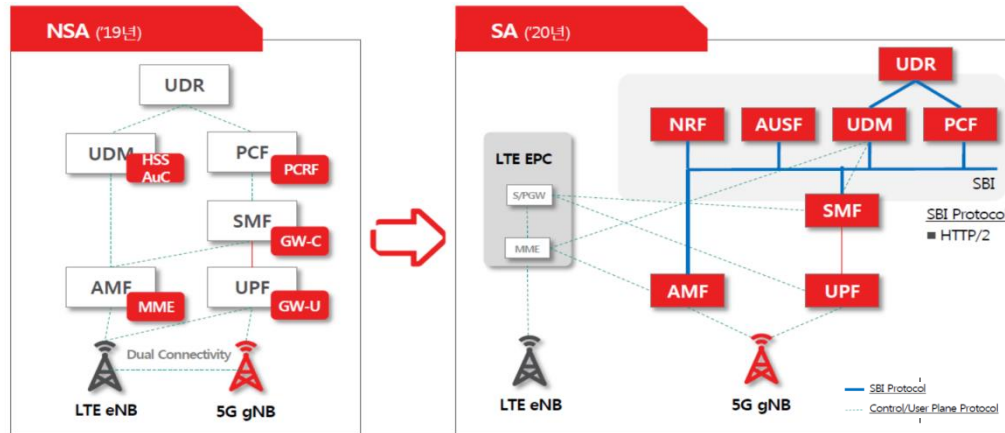 NSA ('19년)
UDR
UDM
HSS
AuC
PCF
PCRF
SMF
GW-C
AMF
MME
UPF
GW-U
Dual Connectivity
LTE eNB
5G gNB
SA ('20년)
UDR
NRF
AUSF
UDM
PCF
LTE EPC
SBI
S/PGW
SMF
SBI Protoco
■ HTTP/2
MME
AMF
UPF
LTE eNB
5G gNB
SBI Protocol
Control/User Plane Protocol